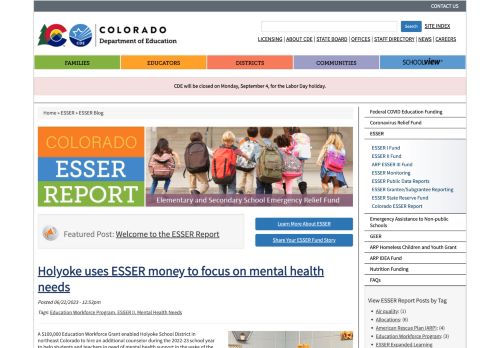 CONTACT US
COLORADO
Department of Education
CDE
Search
SITE INDEX
LICENSING | ABOUT CDE | STATE BOARD | OFFICES | STAFF DIRECTORY | NEWS | CAREERS
FAMILIES
EDUCATORS
DISTRICTS
COMMUNITIES
SCHOOLVIEW
CDE will be closed on Monday, September 4, for the Labor Day holiday.
Home > ESSER > ESSER Blog
COLORADO
ESSER
REPORT
Elementary and Secondary School Emergency Relief Fund
Featured Post: Welcome to the ESSER Report
Learn More About ESSER
Share Your ESSER Fund Story
Holyoke uses ESSER money to focus on mental health
needs
Posted 06/22/2023 - 12:52pm
Tags: Education Workforce Program, ESSER II, Mental Health Needs
A $100,000 Education Workforce Grant enabled Holyoke School District in
northeast Colorado to hire an additional counselor during the 2022-23 school
year to help students and teachers in need of mental health support in the wake of the
Federal COVID Education Funding
Coronavirus Relief Fund
ESSER
ESSER I Fund
ESSER II Fund
ARP ESSER III Fund
ESSER Monitoring
ESSER Public Data Reports
ESSER Grantee/Subgrantee Reporting
ESSER State Reserve Fund
Colorado ESSER Report
Emergency Assistance to Non-public
Schools
GEER
ARP Homeless Children and Youth Grant
ARP IDEA Fund
Nutrition Funding
FAQs
View ESSER Report Posts by Tag
Air quality: (1)
Allocations: (6)
American Rescue Plan (ARP): (4)
Education Workforce Program: (3)
ESSER Expanded Learning